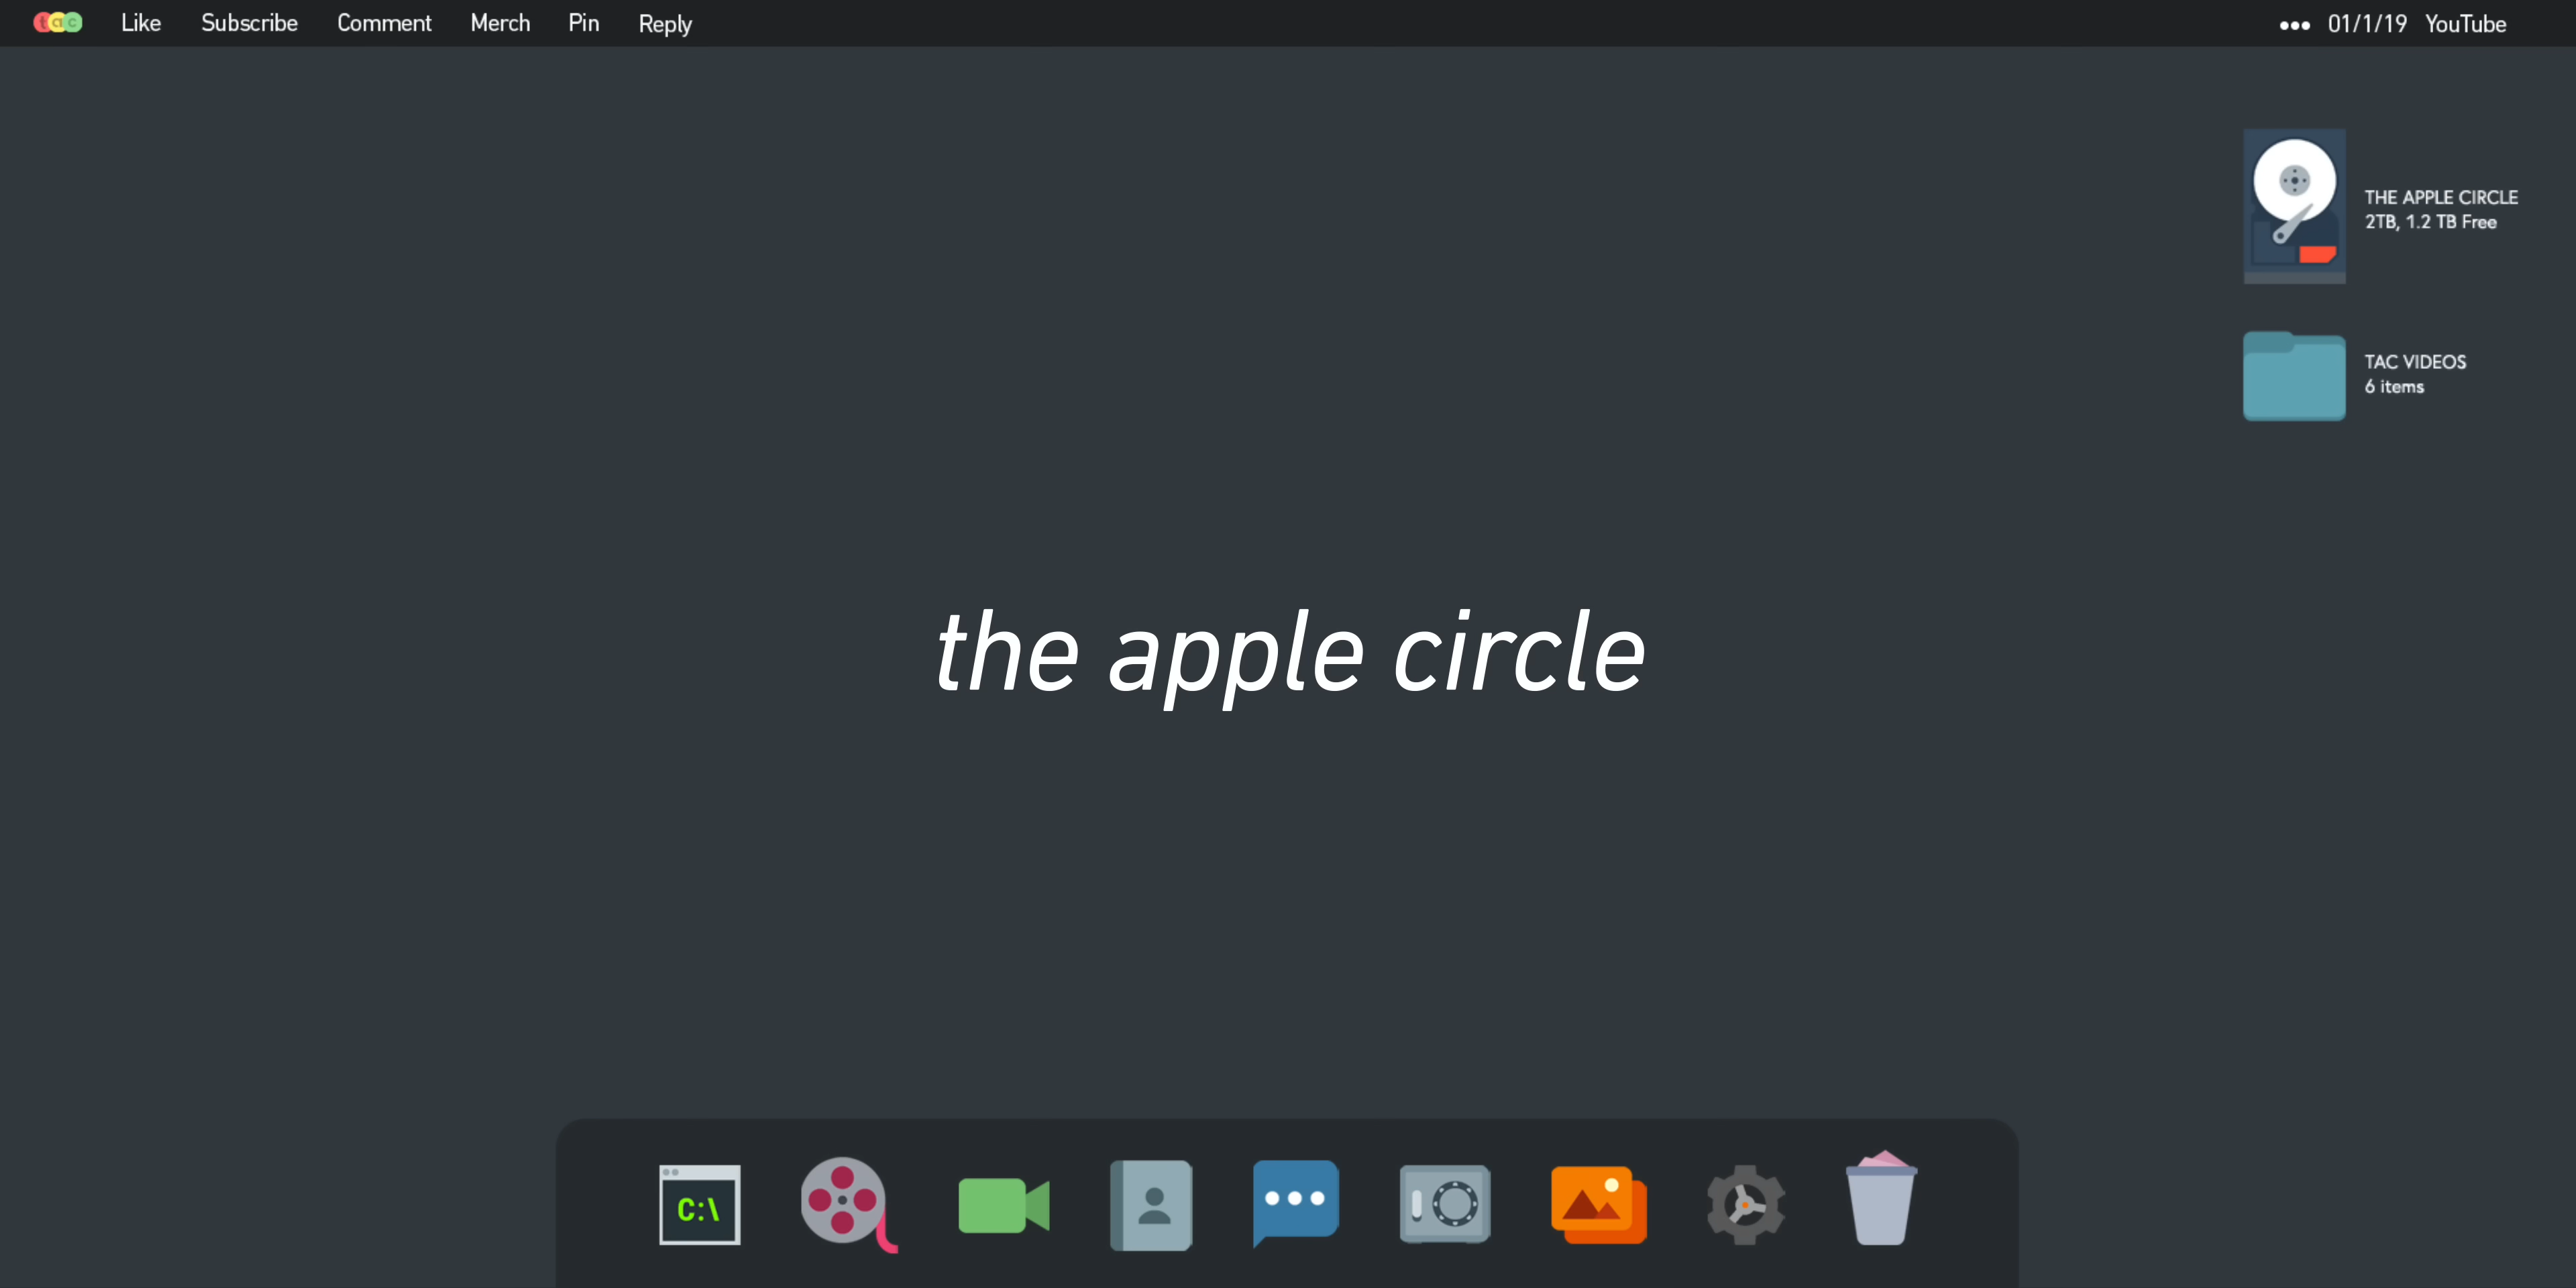 tac Like Subscribe Comment Merch Pin Reply ••• 01/1/19 YouTube
THE APPLE CIRCLE
2TB, 1.2 TB Free
TAC VIDEOS
6 items
the apple circle
C:\